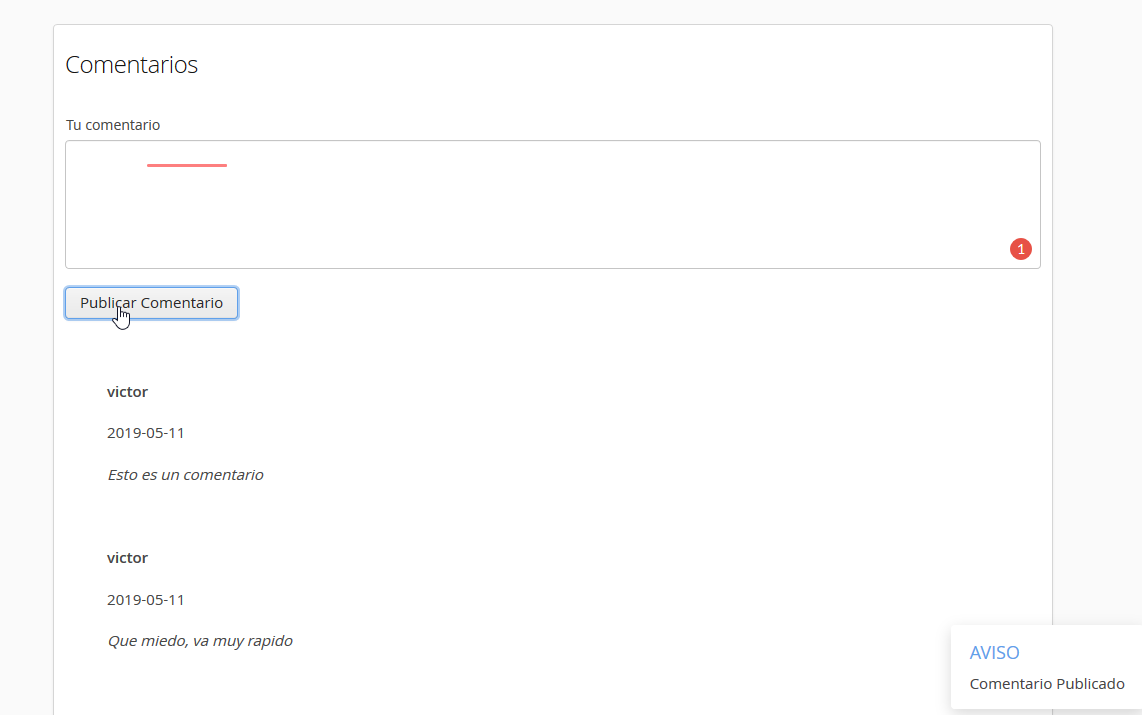 Comentarios
Tu comentario
1
Publicar Comentario
victor
2019-05-11
Esto es un comentario
victor
2019-05-11
Que miedo, va muy rapido
AVISO
Comentario Publicado